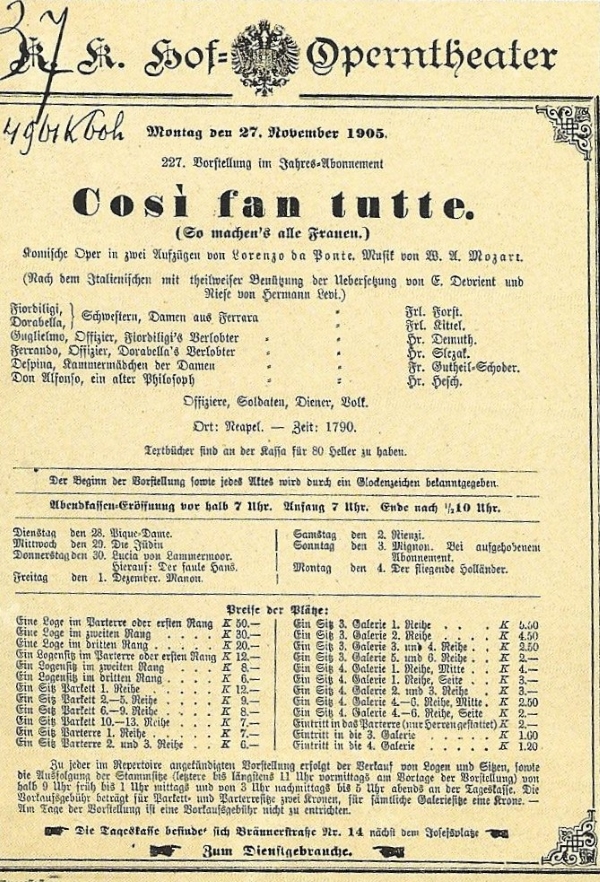 37
K. K. Hof-Operntheater
Montag den 27. November 1905.
227. Vorstellung im Jahres-Abonnement
Così fan tutte.
(So machen's alle Frauen.)
Komische Oper in zwei Aufzügen von Lorenzo da Ponte. Musik von W. A. Mozart.
(Nach dem Italienischen mit theilweiser Benützung der Uebersetzung von E. Devrient und
Niese von Hermann Levi.)
Fiordiligi, } Schwestern, Damen aus Ferrara " Frl. Forst.
Dorabella, Frl. Kittel.
Guglielmo, Offizier, Fiordiligi's Verlobter " " Hr. Demuth.
Ferrando, Offizier, Dorabella's Verlobter " " Hr. Slezak.
Despina, Kammermädchen der Damen " " Fr. Gutheil-Schoder.
Don Alfonso, ein alter Philosoph " " Hr. Hesch.
Offiziere, Soldaten, Diener, Volk.
Ort: Neapel. — Zeit: 1790.
Textbücher sind an der Kassa für 80 Heller zu haben.
Der Beginn der Vorstellung sowie jedes Aktes wird durch ein Glockenzeichen bekanntgegeben.
Abendkassen-Eröffnung vor halb 7 Uhr. Anfang 7 Uhr. Ende nach ½10 Uhr.
Dienstag den 28. Pique-Dame.
Mittwoch den 29. Die Jüdin
Donnerstag den 30. Lucia von Lammermoor.
Hierauf: Der faule Hans.
Freitag den 1. Dezember. Manon.
Samstag den 2. Rienzi.
Sonntag den 3. Mignon. Bei aufgehobenem
Abonnement.
Montag den 4. Der fliegende Holländer.
Preise der Plätze:
Eine Loge im Parterre oder ersten Rang K 50.—
Eine Loge im zweiten Rang . . . . K 30.—
Eine Loge im dritten Rang . . . . K 20.—
Ein Logensitz im Parterre oder ersten Rang K 12.—
Ein Logensitz im zweiten Rang . . . K 8.—
Ein Logensitz im dritten Rang . . . K 6.—
Ein Sitz Parkett 1. Reihe . . . . K 12.—
Ein Sitz Parkett 2.—5. Reihe . . . K 9.—
Ein Sitz Parkett 6.—9. Reihe . . . K 8.—
Ein Sitz Parkett 10.—13. Reihe . . . K 7.—
Ein Sitz Parterre 1. Reihe . . . . K 7.—
Ein Sitz Parterre 2. und 3. Reihe . . K 6.—
Ein Sitz 3. Galerie 1. Reihe . . . K 5.50
Ein Sitz 3. Galerie 2. Reihe . . . K 4.50
Ein Sitz 3. Galerie 3. und 4. Reihe . . K 2.50
Ein Sitz 3. Galerie 5. und 6. Reihe . . K 2.—
Ein Sitz 4. Galerie 1. Reihe, Mitte . . K 4.—
Ein Sitz 4. Galerie 1. Reihe, Seite . . K 3.—
Ein Sitz 4. Galerie 2. und 3. Reihe . . K 3.—
Ein Sitz 4. Galerie 4.—6. Reihe, Mitte . K 2.50
Ein Sitz 4. Galerie 4.—6. Reihe, Seite K 2.—
Eintritt in das Parterre (nur Herren gestattet) K 2.—
Eintritt in die 3. Galerie . . . . K 1.60
Eintritt in die 4. Galerie . . . . K 1.20
Zu jeder im Repertoire angekündigten Vorstellung erfolgt der Verkauf von Logen und Sitzen, sowie
die Ausfolgung der Stammsitze (letztere bis längstens 11 Uhr vormittags am Vortage der Vorstellung) von
halb 9 Uhr früh bis 1 Uhr mittags und von 3 Uhr nachmittags bis 5 Uhr abends an der Tageskasse. Die
Vorkaufsgebühr beträgt für Parkett- und Parterresitze zwei Kronen, für sämtliche Galeriesitze eine Krone. —
Am Tage der Vorstellung ist eine Vorkaufsgebühr nicht zu entrichten.
Die Tageskasse befindet sich Bräunerstraße Nr. 14 nächst dem Josefsplatze
Zum Dienstgebrauche.